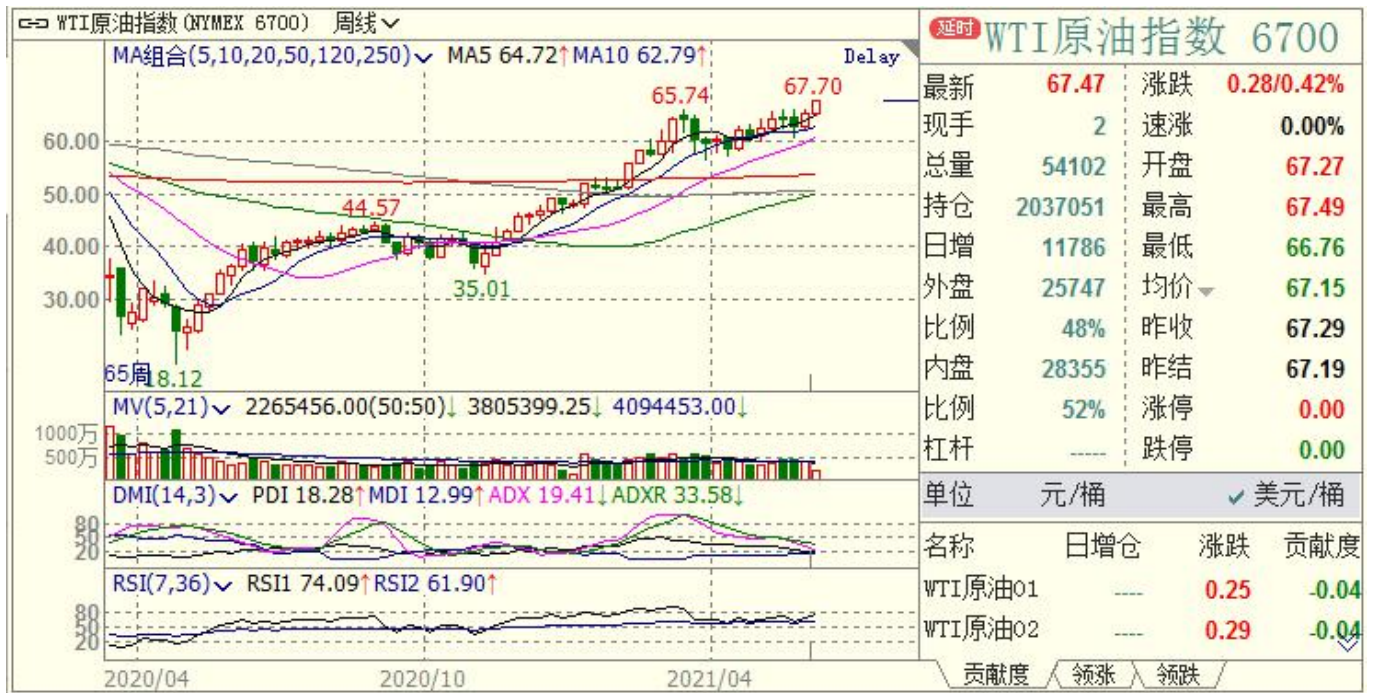 WTI原油指数(NYMEX 6700) 周线
MA组合(5,10,20,50,120,250) MA5 64.72↑MA10 62.79↑
Delay
67.70
65.74
60.00
50.00
44.57
40.00
35.01
30.00
65周
18.12
MV(5,21) 2265456.00(50:50)↓ 3805399.25↓ 4094453.00↓
1000万
500万
DMI(14,3) PDI 18.28↑MDI 12.99↑ADX 19.41↓ADXR 33.58↓
80
50
20
RSI(7,36) RSI1 74.09↑RSI2 61.90↑
80
50
20
2020/04 2020/10 2021/04
延时 WTI原油指数 6700
最新 67.47 涨跌 0.28/0.42%
现手 2 速涨 0.00%
总量 54102 开盘 67.27
持仓 2037051 最高 67.49
日增 11786 最低 66.76
外盘 25747 均价 67.15
比例 48% 昨收 67.29
内盘 28355 昨结 67.19
比例 52% 涨停 0.00
杠杆 ----- 跌停 0.00
单位 元/桶 ✓ 美元/桶
名称 日增仓 涨跌 贡献度
WTI原油01 ---- 0.25 -0.04
WTI原油02 ---- 0.29 -0.04
贡献度 领涨 领跌